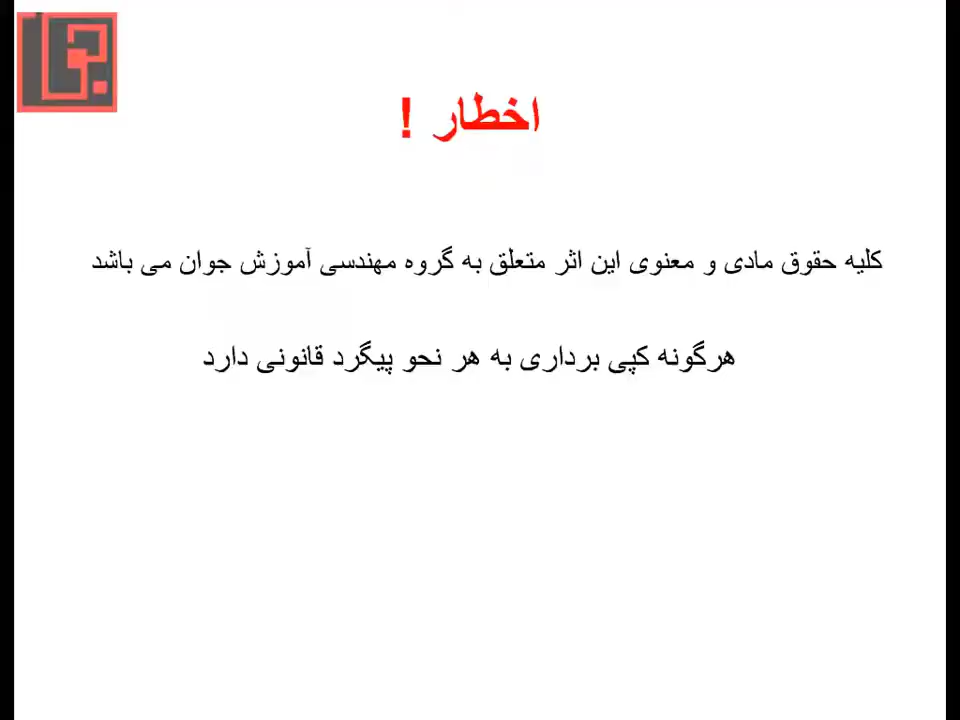 اخطار !
کلیه حقوق مادی و معنوی این اثر متعلق به گروه مهندسی آموزش جوان می باشد
هرگونه کپی برداری به هر نحو پیگرد قانونی دارد